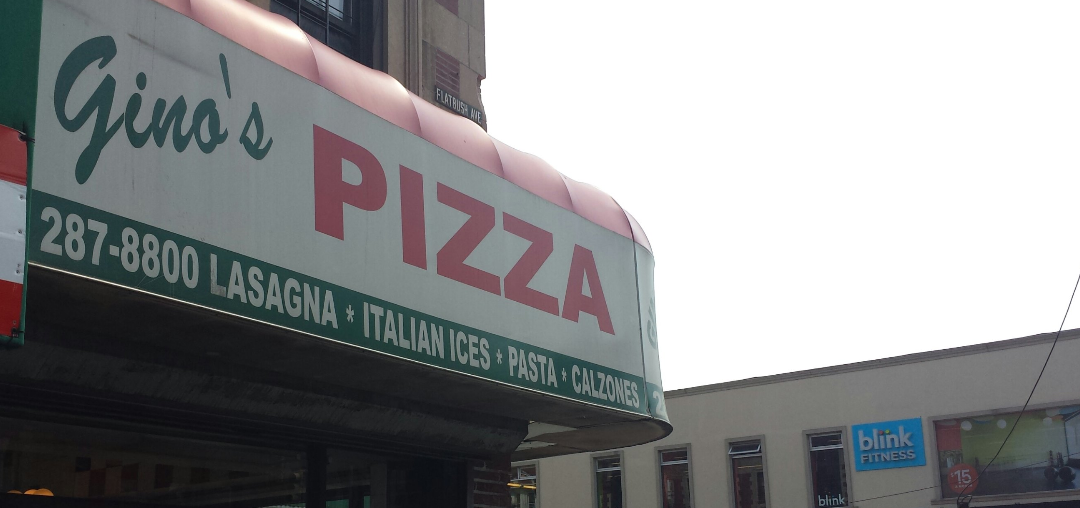 Gino's
PIZZA
287-8800 LASAGNA * ITALIAN ICES * PASTA * CALZONES
FLATBUSH AVE
blink
FITNESS
blink
15